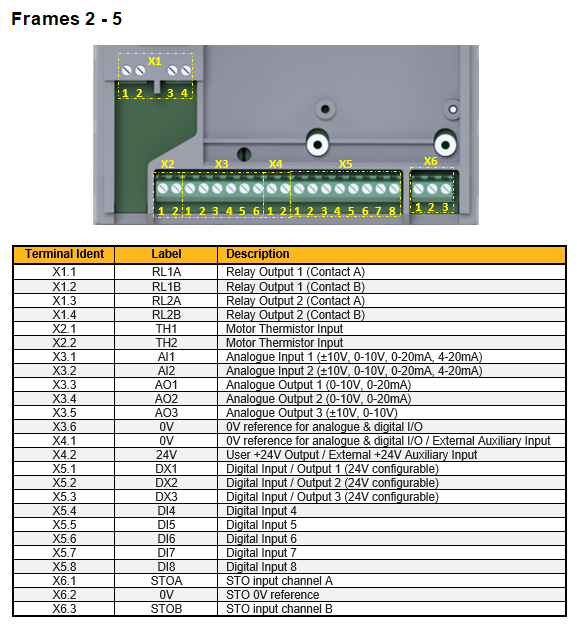 Frames 2 - 5
X1
1 2 3 4
X2 X3 X4 X5 X6
1 2 1 2 3 4 5 6 1 2 1 2 3 4 5 6 7 8 1 2 3
Terminal Ident Label Description
X1.1 RL1A Relay Output 1 (Contact A)
X1.2 RL1B Relay Output 1 (Contact B)
X1.3 RL2A Relay Output 2 (Contact A)
X1.4 RL2B Relay Output 2 (Contact B)
X2.1 TH1 Motor Thermistor Input
X2.2 TH2 Motor Thermistor Input
X3.1 AI1 Analogue Input 1 (±10V, 0-10V, 0-20mA, 4-20mA)
X3.2 AI2 Analogue Input 2 (±10V, 0-10V, 0-20mA, 4-20mA)
X3.3 AO1 Analogue Output 1 (0-10V, 0-20mA)
X3.4 AO2 Analogue Output 2 (0-10V, 0-20mA)
X3.5 AO3 Analogue Output 3 (±10V, 0-10V)
X3.6 0V 0V reference for analogue & digital I/O
X4.1 0V 0V reference for analogue & digital I/O / External Auxiliary Input
X4.2 24V User +24V Output / External +24V Auxiliary Input
X5.1 DX1 Digital Input / Output 1 (24V configurable)
X5.2 DX2 Digital Input / Output 2 (24V configurable)
X5.3 DX3 Digital Input / Output 3 (24V configurable)
X5.4 DI4 Digital Input 4
X5.5 DI5 Digital Input 5
X5.6 DI6 Digital Input 6
X5.7 DI7 Digital Input 7
X5.8 DI8 Digital Input 8
X6.1 STOA STO input channel A
X6.2 0V STO 0V reference
X6.3 STOB STO input channel B